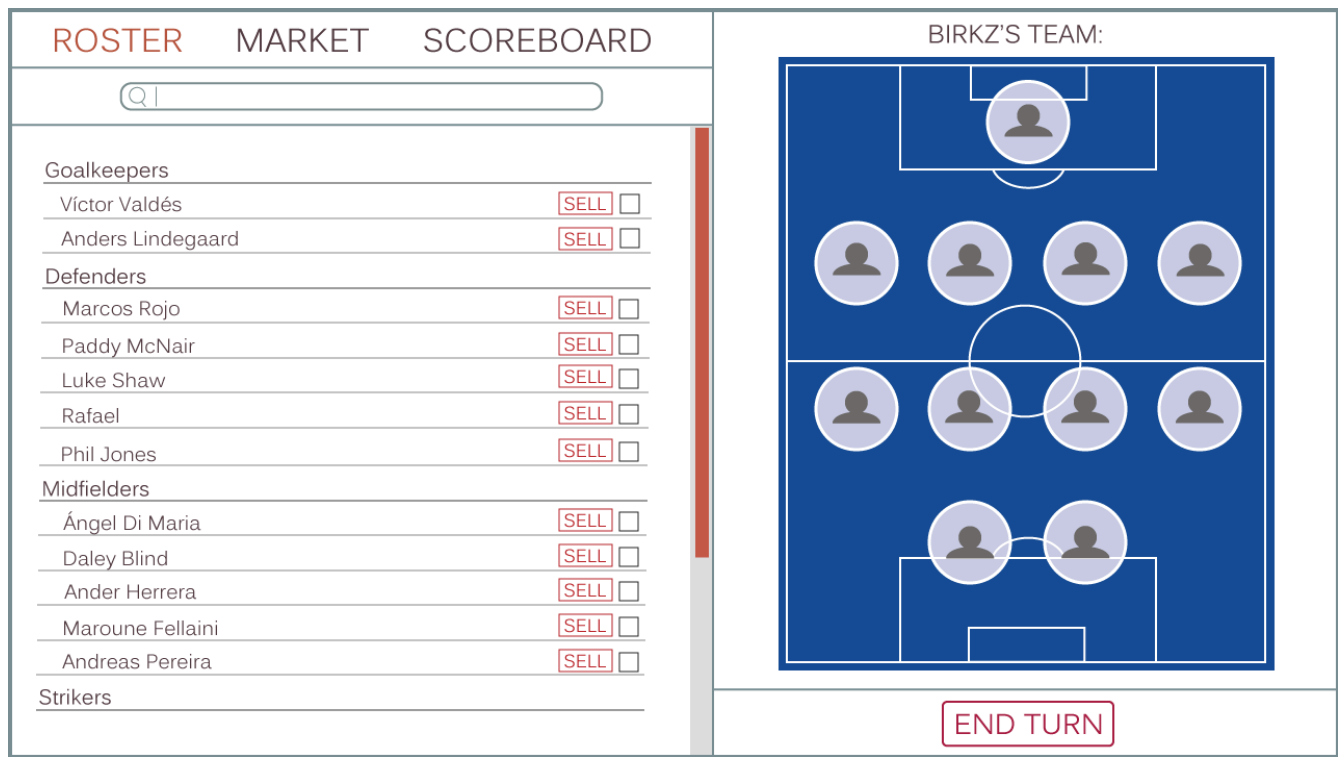 ROSTER MARKET SCOREBOARD
Goalkeepers
Víctor Valdés SELL
Anders Lindegaard SELL
Defenders
Marcos Rojo SELL
Paddy McNair SELL
Luke Shaw SELL
Rafael SELL
Phil Jones SELL
Midfielders
Ángel Di Maria SELL
Daley Blind SELL
Ander Herrera SELL
Maroune Fellaini SELL
Andreas Pereira SELL
Strikers
BIRKZ'S TEAM:
END TURN